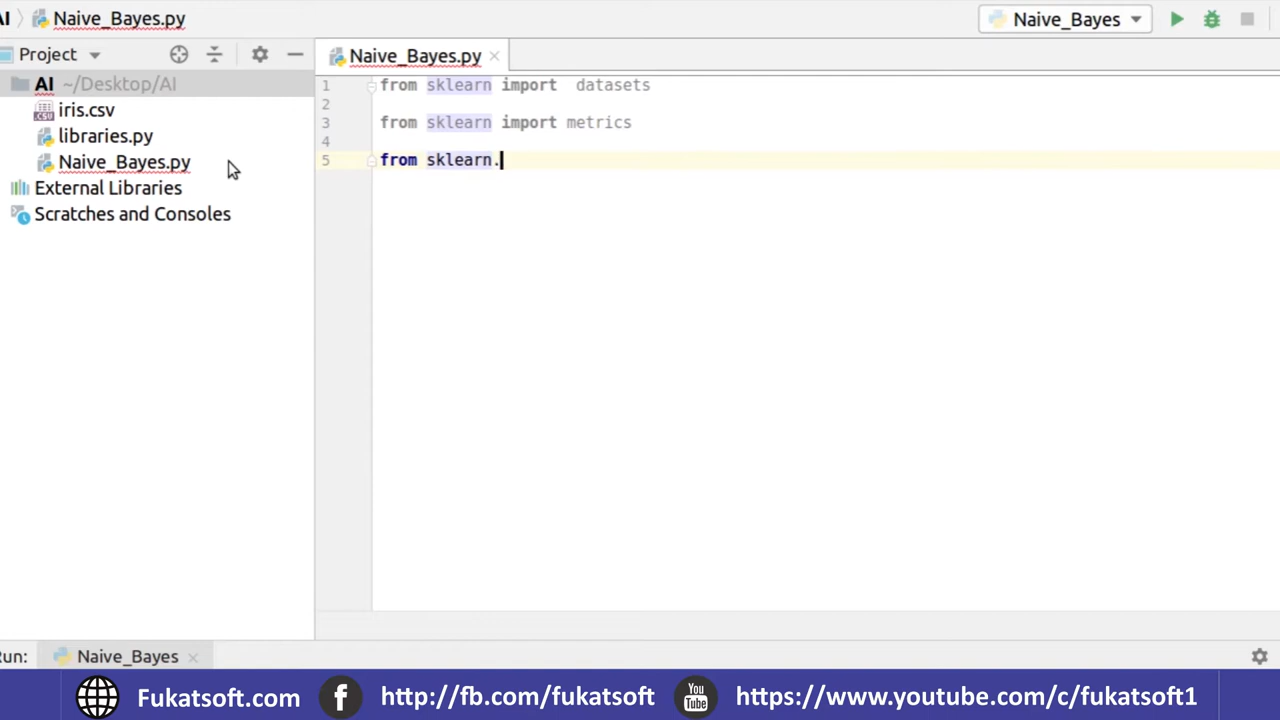 AI Naive_Bayes.py
Naive_Bayes
Project
Naive_Bayes.py
AI ~/Desktop/AI
iris.csv
libraries.py
Naive_Bayes.py
External Libraries
Scratches and Consoles
1 from sklearn import  datasets
2
3 from sklearn import metrics
4
5 from sklearn.
Run: Naive_Bayes
Fukatsoft.com
http://fb.com/fukatsoft
You Tube
https://www.youtube.com/c/fukatsoft1